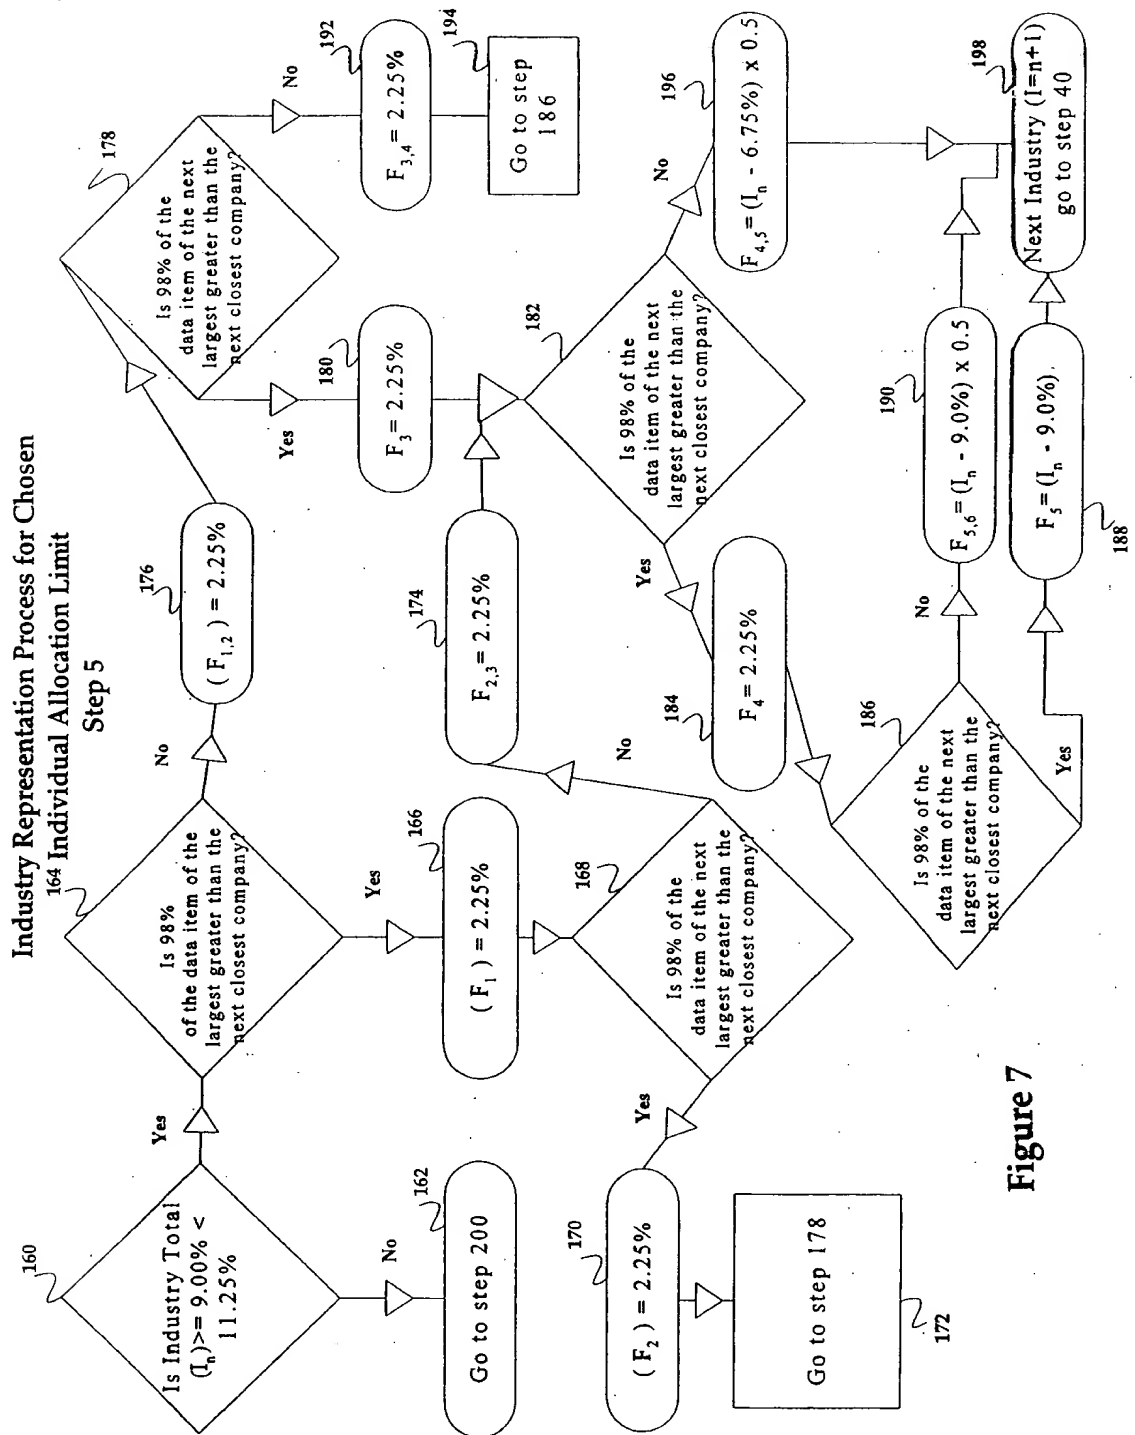 Industry Representation Process for Chosen
Individual Allocation Limit
Step 5
160
Is Industry Total
(Iₙ)>= 9.00% <
11.25%
Yes
No
162
Go to step 200
164
Is 98%
of the data item of the
largest greater than the
next closest company?
No
Yes
176
( F₁,₂ ) = 2.25%
166
( F₁ ) = 2.25%
168
Is 98% of the
data item of the next
largest greater than the
next closest company?
Yes
No
170
( F₂ ) = 2.25%
Go to step 178
172
174
F₂,₃ = 2.25%
178
Is 98% of the
data item of the next
largest greater than the
next closest company?
Yes
No
180
F₃ = 2.25%
192
F₃,₄ = 2.25%
194
Go to step
186
182
Is 98% of the
data item of the next
largest greater than the
next closest company?
Yes
No
184
F₄ = 2.25%
196
F₄,₅ = (Iₙ - 6.75%) x 0.5
186
Is 98% of the
data item of the next
largest greater than the
next closest company?
No
Yes
190
F₅,₆ = (Iₙ - 9.0%) x 0.5
F₅ = (Iₙ - 9.0%).
188
198
Next Industry (I=n+1)
go to step 40
Figure 7